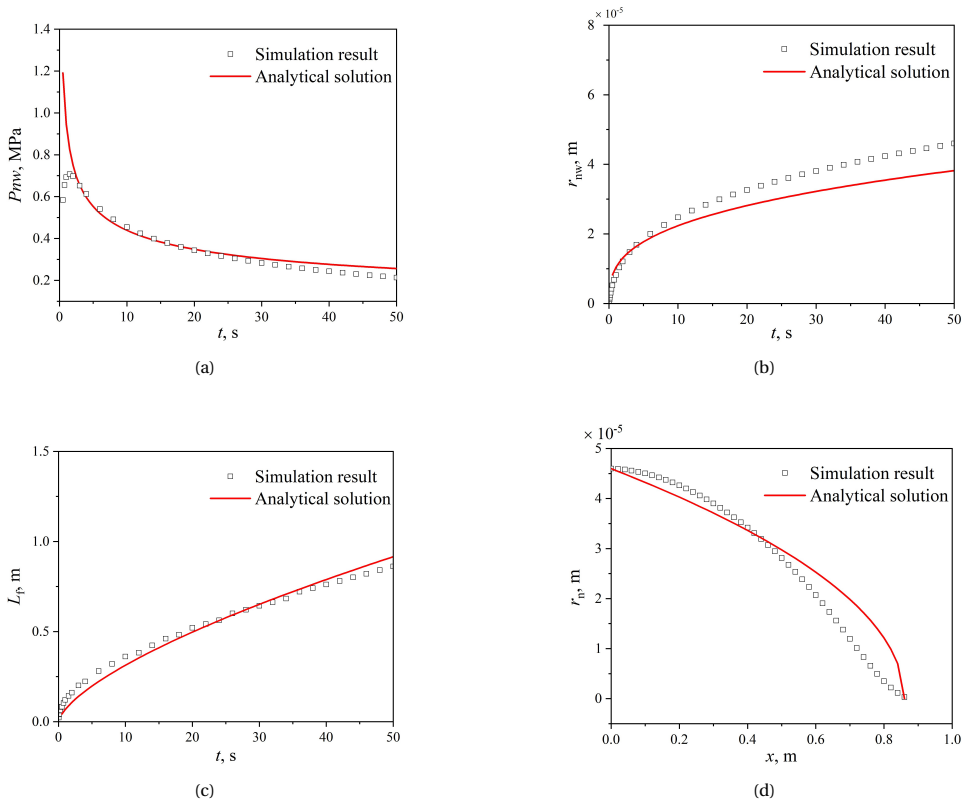 1.4
1.2
1.0
0.8
0.6
0.4
0.2
0
10
20
30
40
50
Pnw, MPa
t, s
Simulation result
Analytical solution
(a)
× 10-5
8
6
4
2
0
0
10
20
30
40
50
rnw, m
t, s
Simulation result
Analytical solution
(b)
1.5
1.0
0.5
0.0
0
10
20
30
40
50
Lf, m
t, s
Simulation result
Analytical solution
(c)
× 10-5
5
4
3
2
1
0
0.0
0.2
0.4
0.6
0.8
1.0
rn, m
x, m
Simulation result
Analytical solution
(d)